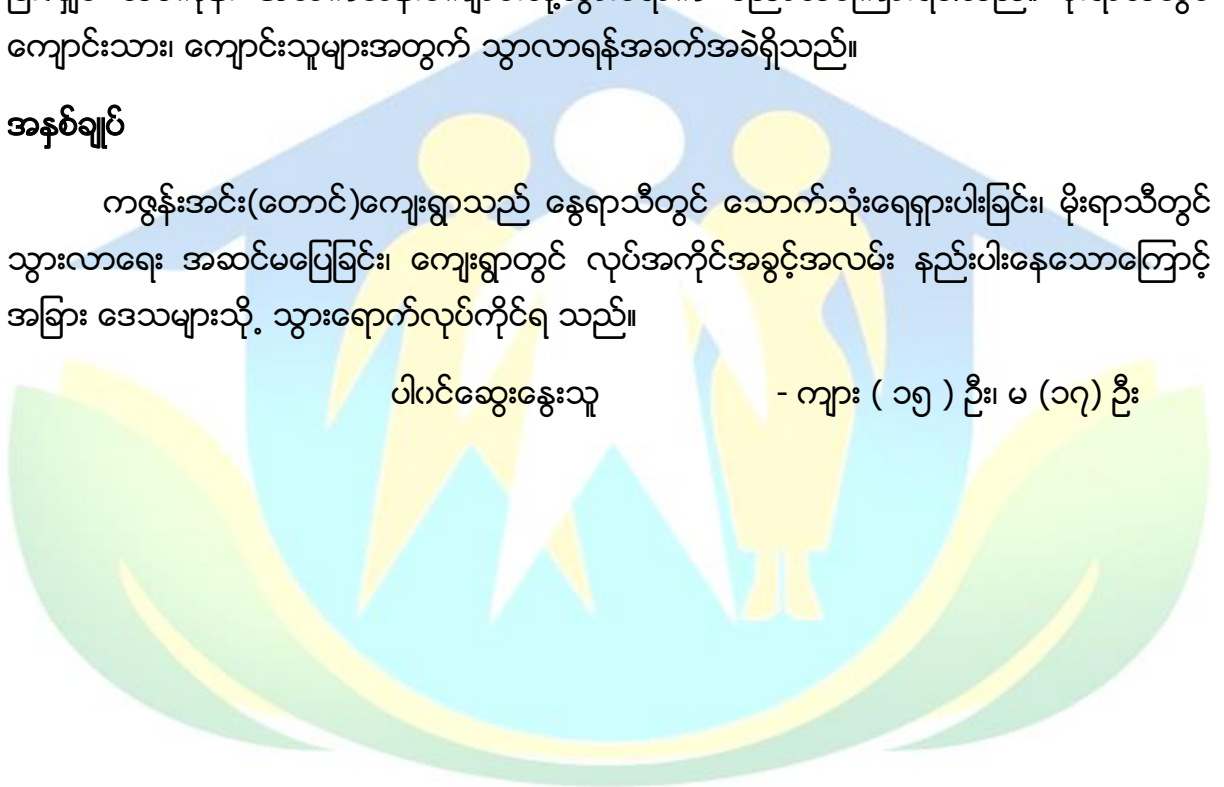 ကျောင်းသား၊ ကျောင်းသူများအတွက် သွာလာရန်အခက်အခဲရှိသည်။
အနှစ်ချုပ်
ကဇွန်းအင်း(တောင်)ကျေးရွာသည် နွေရာသီတွင် သောက်သုံးရေရှားပါးခြင်း၊ မိုးရာသီတွင်
သွားလာရေး အဆင်မပြေခြင်း၊ ကျေးရွာတွင် လုပ်အကိုင်အခွင့်အလမ်း နည်းပါးနေသောကြောင့်
အခြား ဒေသများသို့ သွားရောက်လုပ်ကိုင်ရ သည်။
ပါ၀င်ဆွေးနွေးသူ - ကျား ( ၁၅ ) ဦး၊ မ (၁၇) ဦး